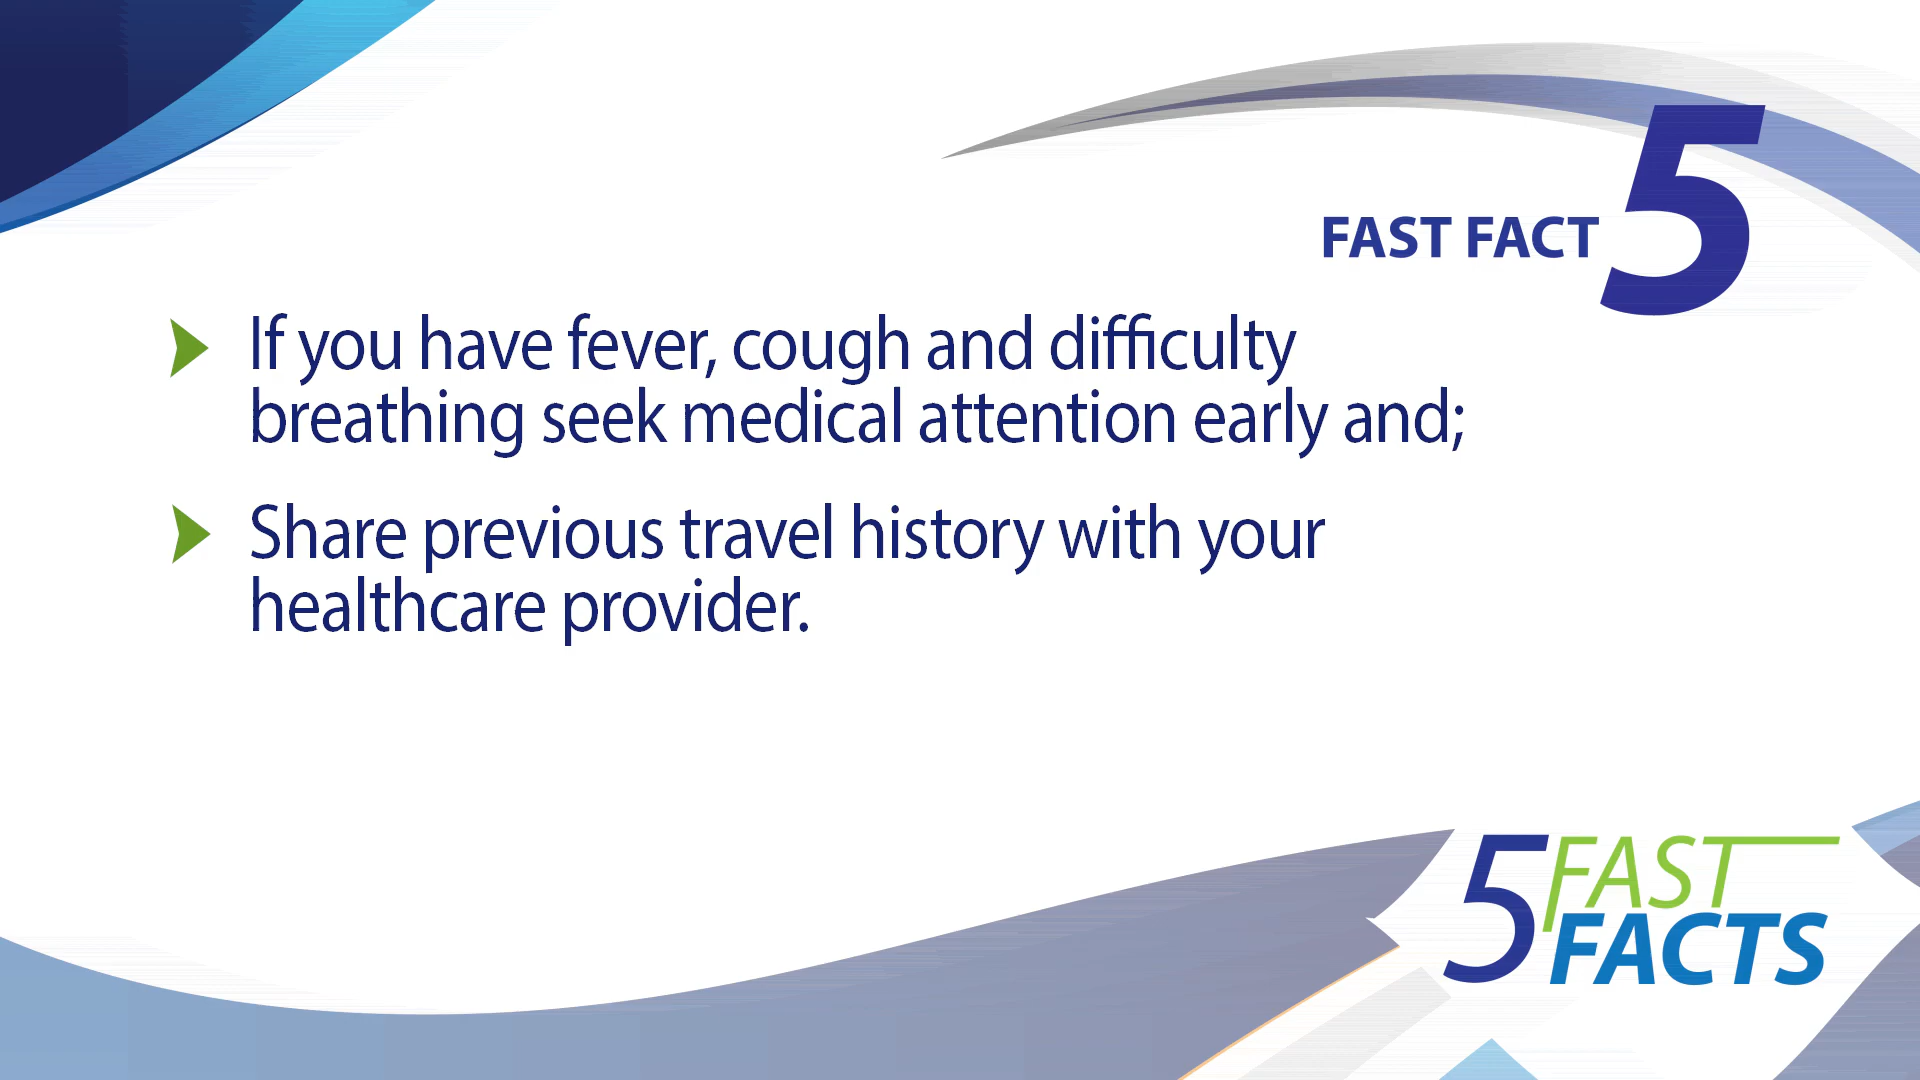 FAST FACT 5
If you have fever, cough and difficulty
breathing seek medical attention early and;
Share previous travel history with your
healthcare provider.
5 FAST
FACTS